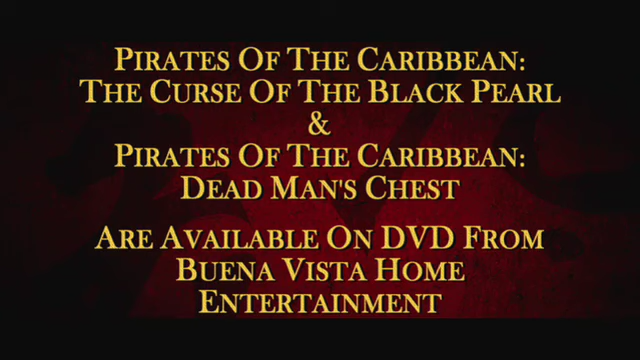 Pirates Of The Caribbean:
The Curse Of The Black Pearl
&
Pirates Of The Caribbean:
Dead Man's Chest
Are Available On DVD From
Buena Vista Home
Entertainment